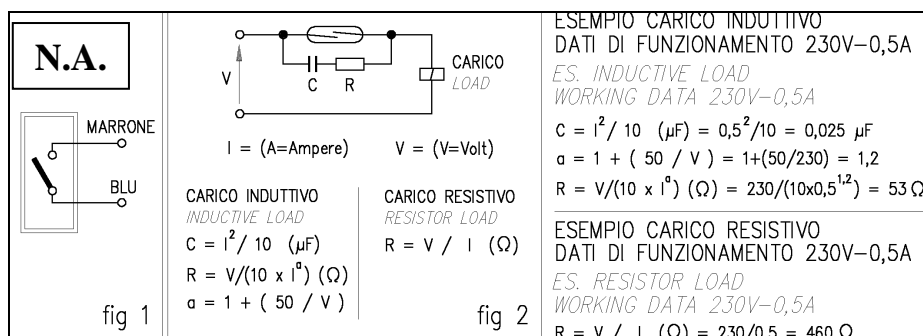 N.A.
MARRONE
BLU
fig 1
V
C R
CARICO
LOAD
I = (A=Ampere) V = (V=Volt)
CARICO INDUTTIVO
INDUCTIVE LOAD
C = I²/ 10 (µF)
R = V/(10 x Iᵃ) (Ω)
a = 1 + ( 50 / V )
CARICO RESISTIVO
RESISTOR LOAD
R = V / I (Ω)
fig 2
ESEMPIO CARICO INDUTTIVO
DATI DI FUNZIONAMENTO 230V-0,5A
ES. INDUCTIVE LOAD
WORKING DATA 230V-0,5A
C = I²/ 10 (µF) = 0,5²/10 = 0,025 µF
a = 1 + ( 50 / V ) = 1+(50/230) = 1,2
R = V/(10 x Iᵃ) (Ω) = 230/(10x0,5¹,²) = 53 Ω
ESEMPIO CARICO RESISTIVO
DATI DI FUNZIONAMENTO 230V-0,5A
ES. RESISTOR LOAD
WORKING DATA 230V-0,5A
R = V / I (Ω) = 230/0,5 = 460 Ω